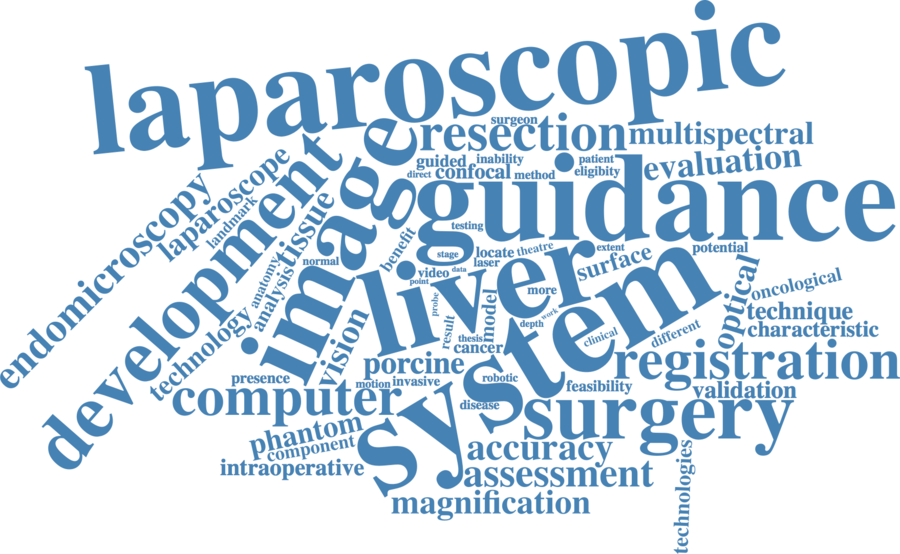 laparoscopic
surgeon
resection
multispectral
image
development
laparoscope
endomicroscopy
landmark
tissue
guided
inability
patient
direct
confocal
method
eligibity
evaluation
guidance
testing
benefit
anatomy
analysis
normal
stage
locate
theatre
extent
potential
laser
surface
video
data
point
liver
more
system
optical
oncological
technology
vision
probe
result
model
depth
work
thesis
cancer
clinical
different
technique
characteristic
porcine
registration
presence
motion
invasive
robotic
feasibility
validation
computer
disease
surgery
phantom
component
intraoperative
accuracy
assessment
magnification
technologies